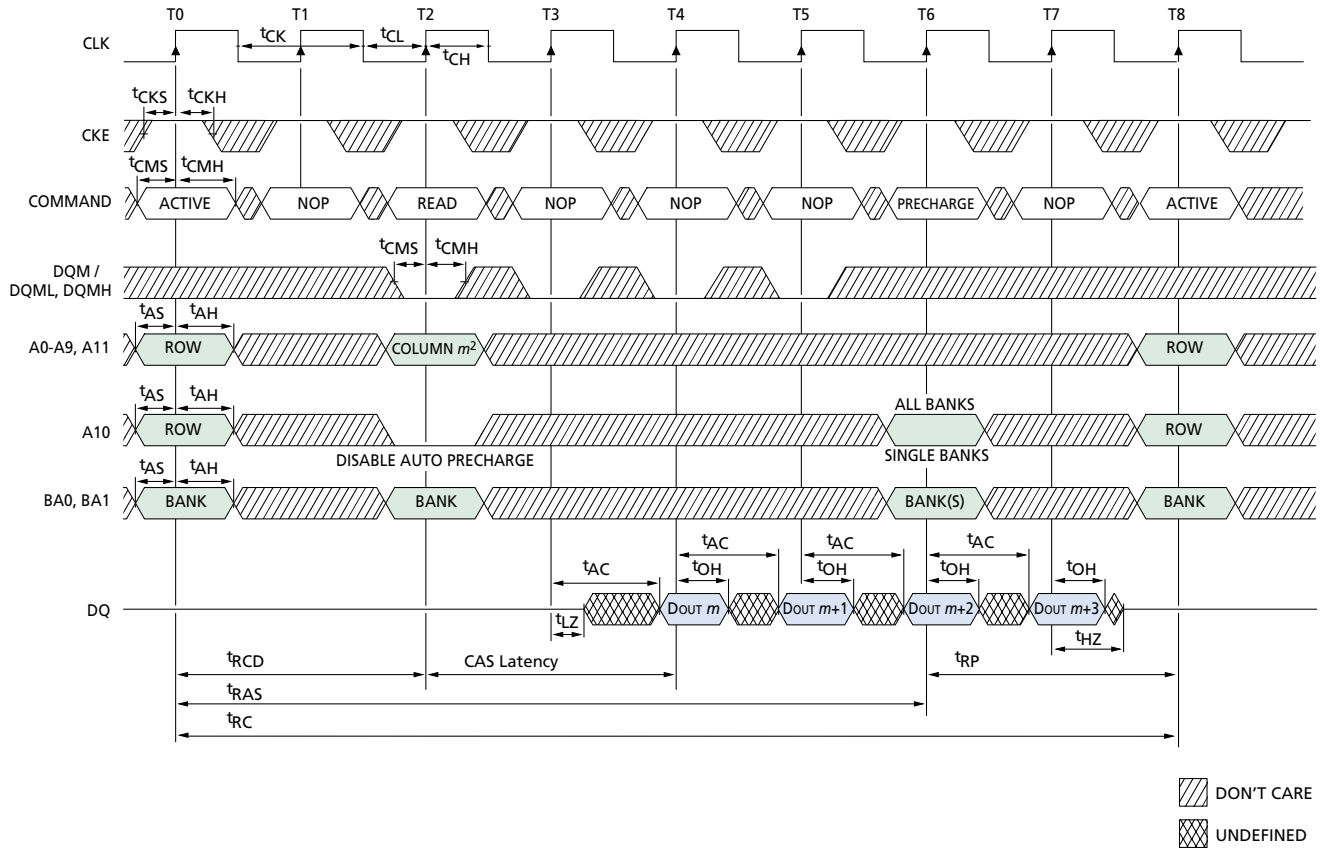 T0 T1 T2 T3 T4 T5 T6 T7 T8
CLK
tCK tCL
tCH
tCKS tCKH
CKE
tCMS tCMH
COMMAND ACTIVE NOP READ NOP NOP NOP PRECHARGE NOP ACTIVE
tCMS tCMH
DQM /
DQML, DQMH
tAS tAH
A0-A9, A11 ROW COLUMN m2 ROW
tAS tAH ALL BANKS
A10 ROW ROW
DISABLE AUTO PRECHARGE SINGLE BANKS
tAS tAH
BA0, BA1 BANK BANK BANK(S) BANK
tAC tAC tAC
tAC tOH tOH tOH tOH
DQ DOUT m DOUT m+1 DOUT m+2 DOUT m+3
tLZ
tHZ
tRCD CAS Latency tRP
tRAS
tRC
DON'T CARE
UNDEFINED